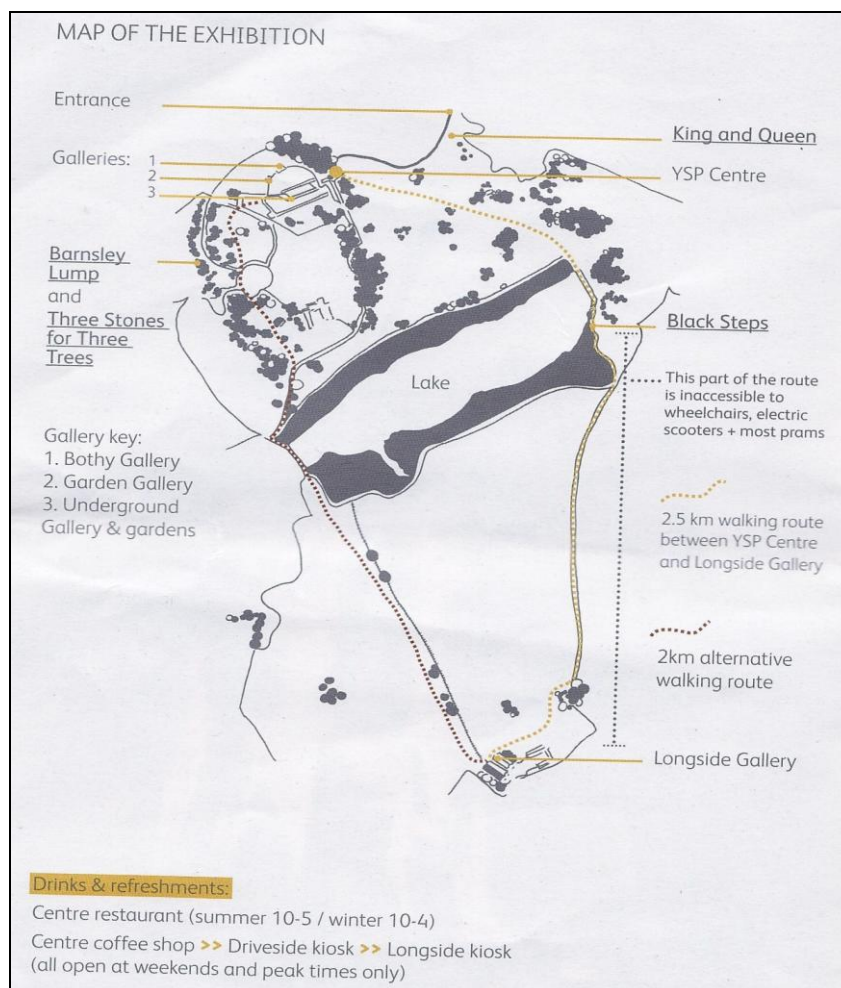 MAP OF THE EXHIBITION
Entrance
King and Queen
Galleries: 1
2
3
YSP Centre
Barnsley
Lump
and
Three Stones
for Three
Trees
Black Steps
Lake
This part of the route
is inaccessible to
wheelchairs, electric
scooters + most prams
Gallery key:
1. Bothy Gallery
2. Garden Gallery
3. Underground
Gallery & gardens
2.5 km walking route
between YSP Centre
and Longside Gallery
2km alternative
walking route
Longside Gallery
Drinks & refreshments:
Centre restaurant (summer 10-5 / winter 10-4)
Centre coffee shop >> Driveside kiosk >> Longside kiosk
(all open at weekends and peak times only)